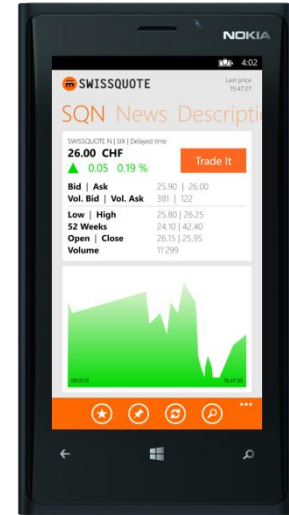 NOKIA
4:02
SWISSQUOTE
Last price
15:47:27
SQN News Descripti
SWISSQUOTE N | SIX | Delayed time
26.00 CHF
0.05 0.19 %
Trade It
Bid | Ask 25.90 | 26.00
Vol. Bid | Vol. Ask 381 | 122
Low | High 25.80 | 26.25
52 Weeks 24.10 | 42.40
Open | Close 26.15 | 25.95
Volume 11'299
09:01:15 15:47:20